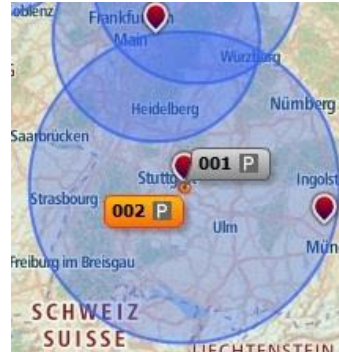 oblenz
Frankfurt
Main
Würzburg
Heidelberg
Nürnberg
Saarbrücken
001 P
Stuttgart
Ingolst
Strasbourg
002 P
Ulm
Mün
Freiburg im Breisgau
SCHWEIZ
SUISSE
LIECHTENSTEIN